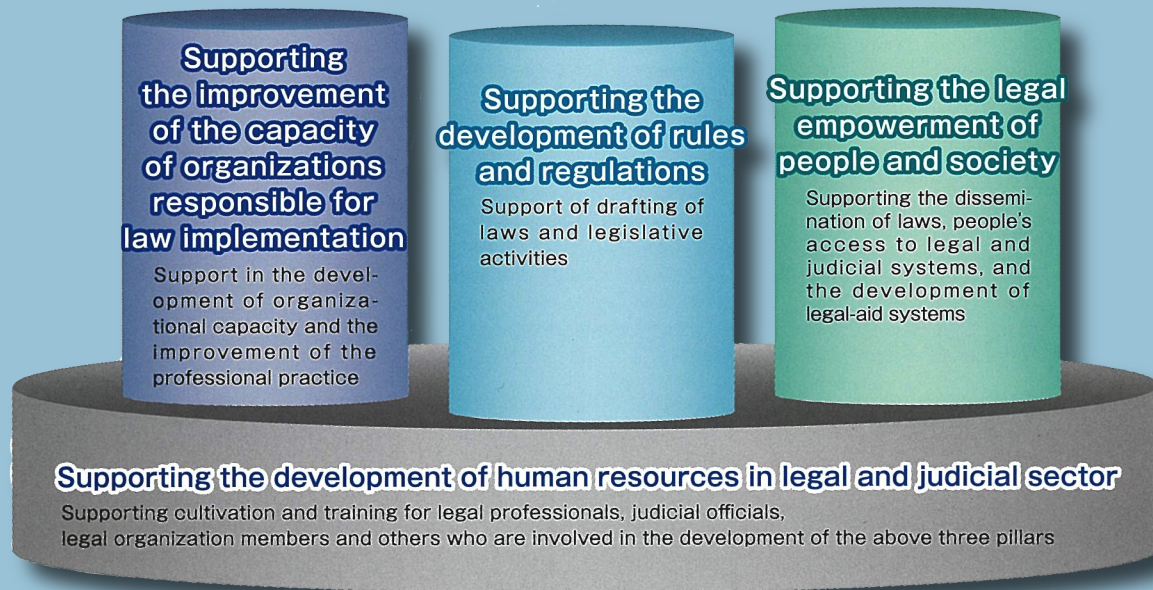 Supporting
the improvement
of the capacity
of organizations
responsible for
law implementation
Support in the devel-
opment of organiza-
tional capacity and the
improvement of the
professional practice
Supporting the
development of rules
and regulations
Support of drafting of
laws and legislative
activities
Supporting the legal
empowerment of
people and society
Supporting the dissemi-
nation of laws, people's
access to legal and
judicial systems, and
the development of
legal-aid systems
Supporting the development of human resources in legal and judicial sector
Supporting cultivation and training for legal professionals, judicial officials,
legal organization members and others who are involved in the development of the above three pillars